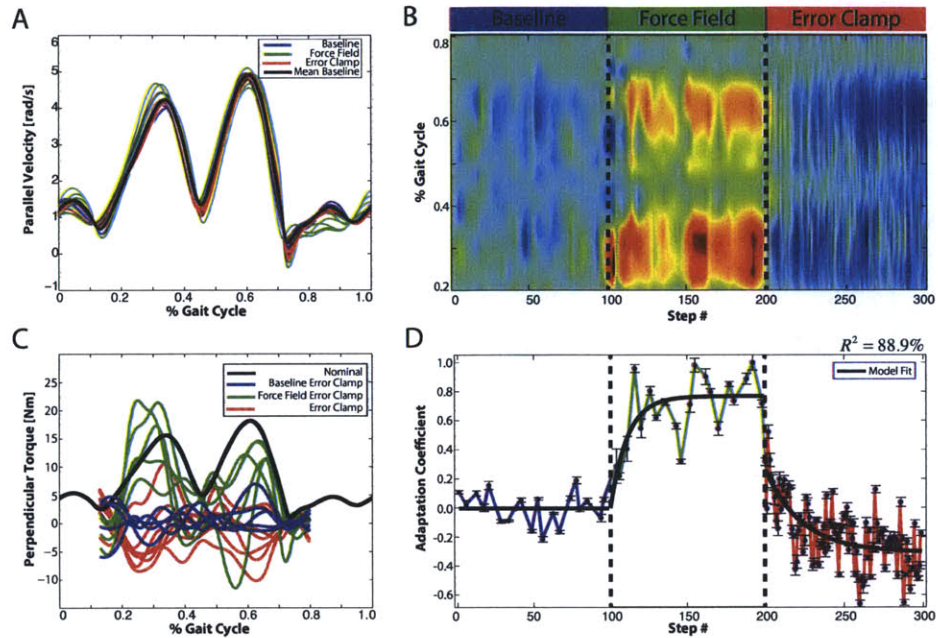 A
Parallel Velocity [rad/s]
6
5
4
3
2
1
0
−1
0
0.2
0.4
0.6
0.8
1.0
% Gait Cycle
Baseline
Force Field
Error Clamp
Mean Baseline
B
Baseline
Force Field
Error Clamp
% Gait Cycle
0.8
0.6
0.4
0.2
0
50
100
150
200
250
300
Step #
C
Perpendicular Torque [Nm]
25
20
15
10
5
0
−5
−10
0
0.2
0.4
0.6
0.8
1.0
% Gait Cycle
Nominal
Baseline Error Clamp
Force Field Error Clamp
Error Clamp
D
R² = 88.9%
Model Fit
Adaptation Coefficient
1.0
0.8
0.6
0.4
0.2
0.0
-0.2
-0.4
-0.6
0
50
100
150
200
250
300
Step #